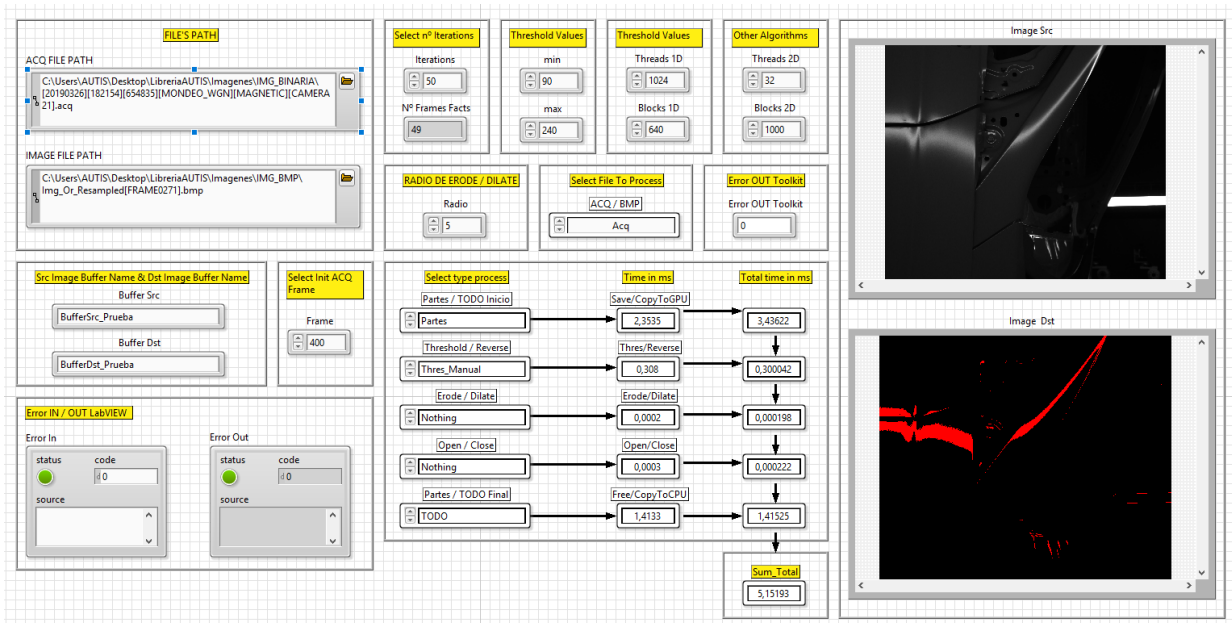 FILE'S PATH
ACQ FILE PATH
C:\Users\AUTIS\Desktop\LibreriaAUTIS\Imagenes\IMG_BINARIA\
[20190326][182154][654835][MONDEO_WGN][MAGNETIC][CAMERA
21].acq
IMAGE FILE PATH
C:\Users\AUTIS\Desktop\LibreriaAUTIS\Imagenes\IMG_BMP\
Img_Or_Resampled[FRAME0271].bmp
Select nº Iterations
Iterations
50
Nº Frames Facts
49
Threshold Values
min
90
max
240
Threshold Values
Threads 1D
1024
Blocks 1D
640
Other Algorithms
Threads 2D
32
Blocks 2D
1000
RADIO DE ERODE / DILATE
Radio
5
Select File To Process
ACQ / BMP
Acq
Error OUT Toolkit
Error OUT Toolkit
0
Src Image Buffer Name & Dst Image Buffer Name
Buffer Src
BufferSrc_Prueba
Buffer Dst
BufferDst_Prueba
Select Init ACQ
Frame
Frame
400
Error IN / OUT LabVIEW
Error In
status
code
d 0
source
Error Out
status
code
d 0
source
Select type process
Time in ms
Total time in ms
Partes / TODO Inicio
Save/CopyToGPU
Partes
2,3535
3,43622
Threshold / Reverse
Thres/Reverse
Thres_Manual
0,308
0,300042
Erode / Dilate
Erode/Dilate
Nothing
0,0002
0,000198
Open / Close
Open/Close
Nothing
0,0003
0,000222
Partes / TODO Final
Free/CopyToCPU
TODO
1,4133
1,41525
Sum_Total
5,15193
Image Src
Image Dst